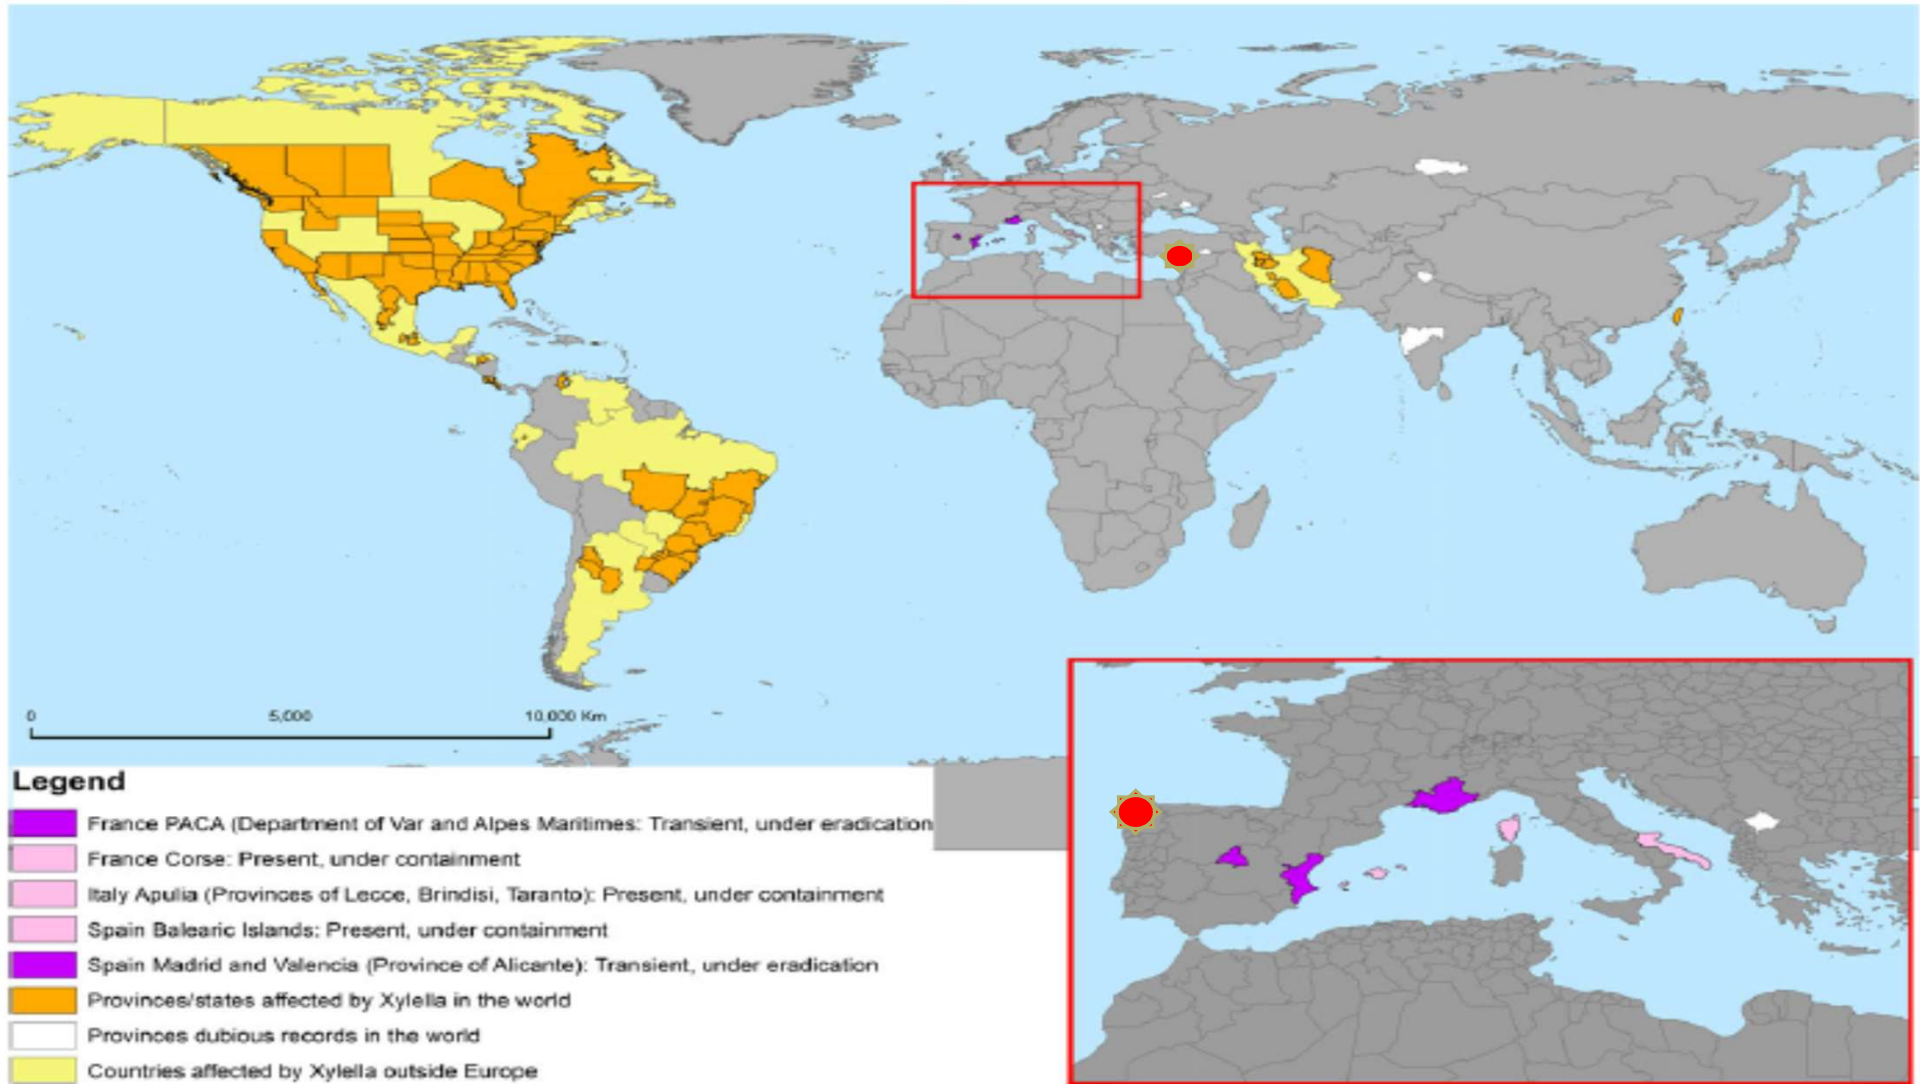 0 5,000 10,000 Km
Legend
France PACA (Department of Var and Alpes Maritimes: Transient, under eradication
France Corse: Present, under containment
Italy Apulia (Provinces of Lecce, Brindisi, Taranto): Present, under containment
Spain Balearic Islands: Present, under containment
Spain Madrid and Valencia (Province of Alicante): Transient, under eradication
Provinces/states affected by Xylella in the world
Provinces dubious records in the world
Countries affected by Xylella outside Europe